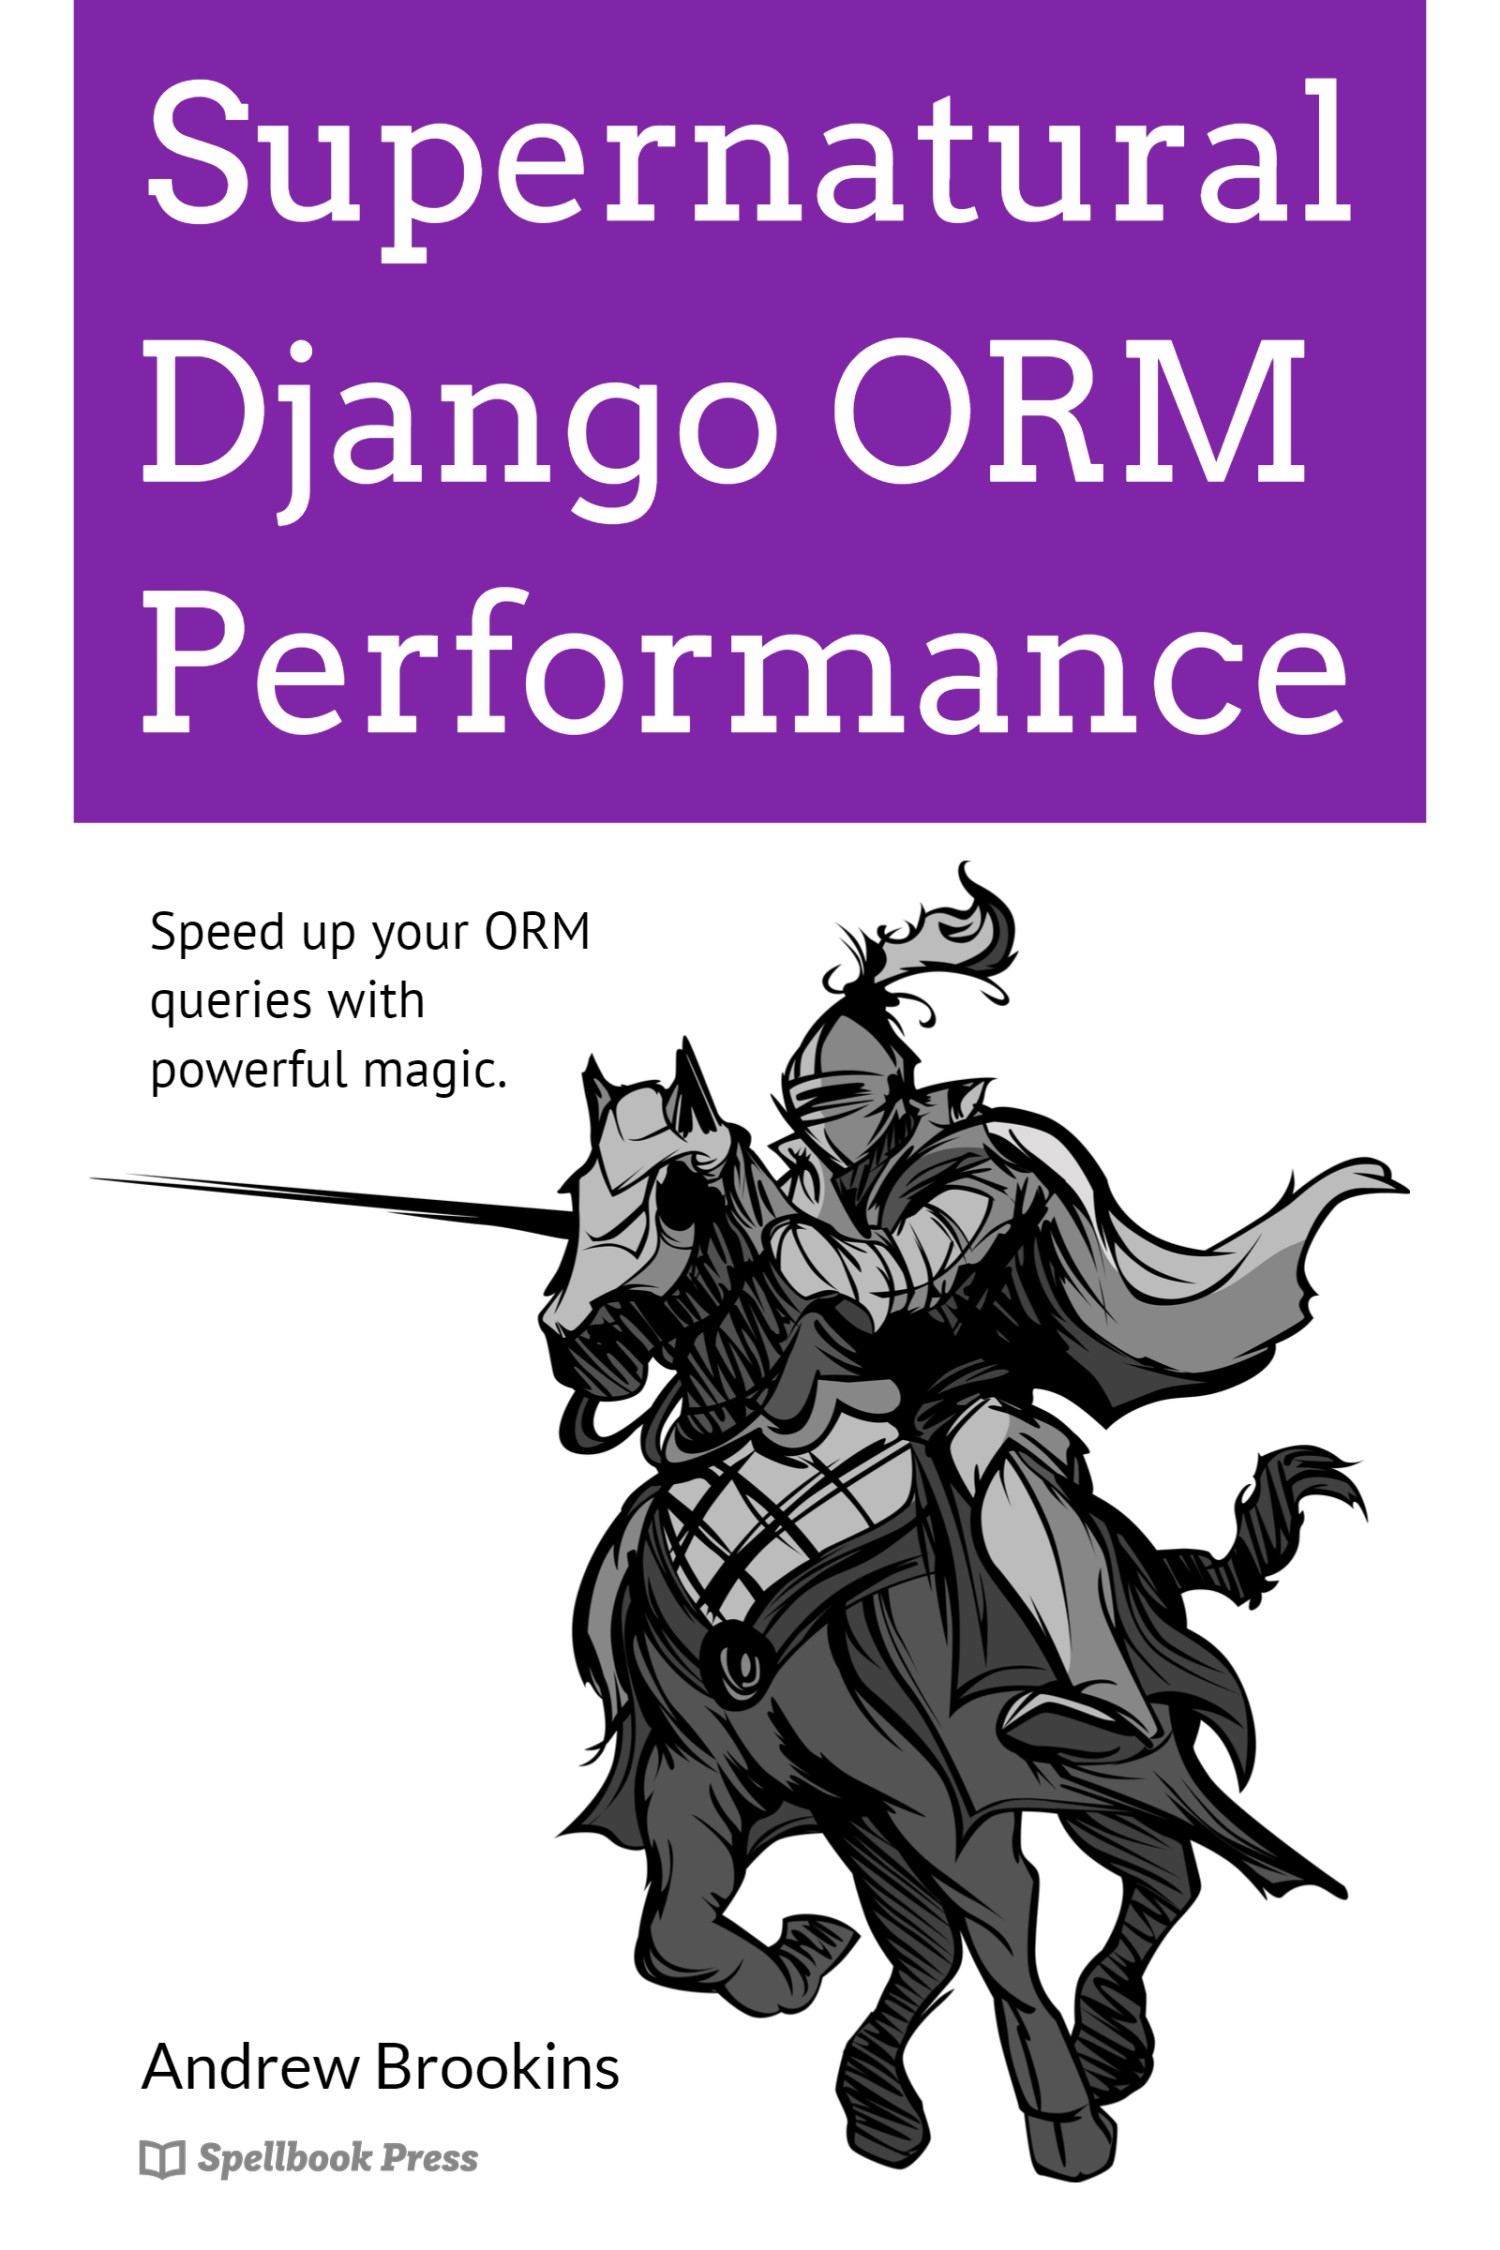 Supernatural
Django ORM
Performance
Speed up your ORM
queries with
powerful magic.
Andrew Brookins
Spellbook Press